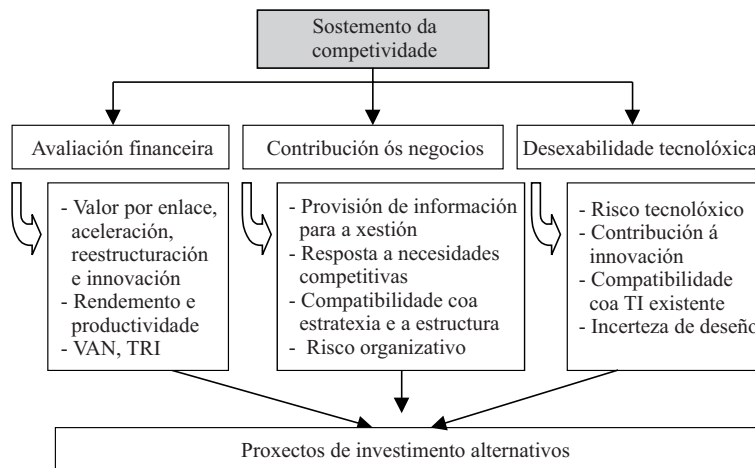 Sostemento da
competividade
Avaliación financeira
Contribución ós negocios
Desexabilidade tecnolóxica
- Valor por enlace,
aceleración,
reestructuración
e innovación
- Rendemento e
productividade
- VAN, TRI
- Provisión de información
para a xestión
- Resposta a necesidades
competitivas
- Compatibilidade coa
estratexia e a estructura
- Risco organizativo
- Risco tecnolóxico
- Contribución á
innovación
- Compatibilidade
coa TI existente
- Incerteza de deseño
Proxectos de investimento alternativos